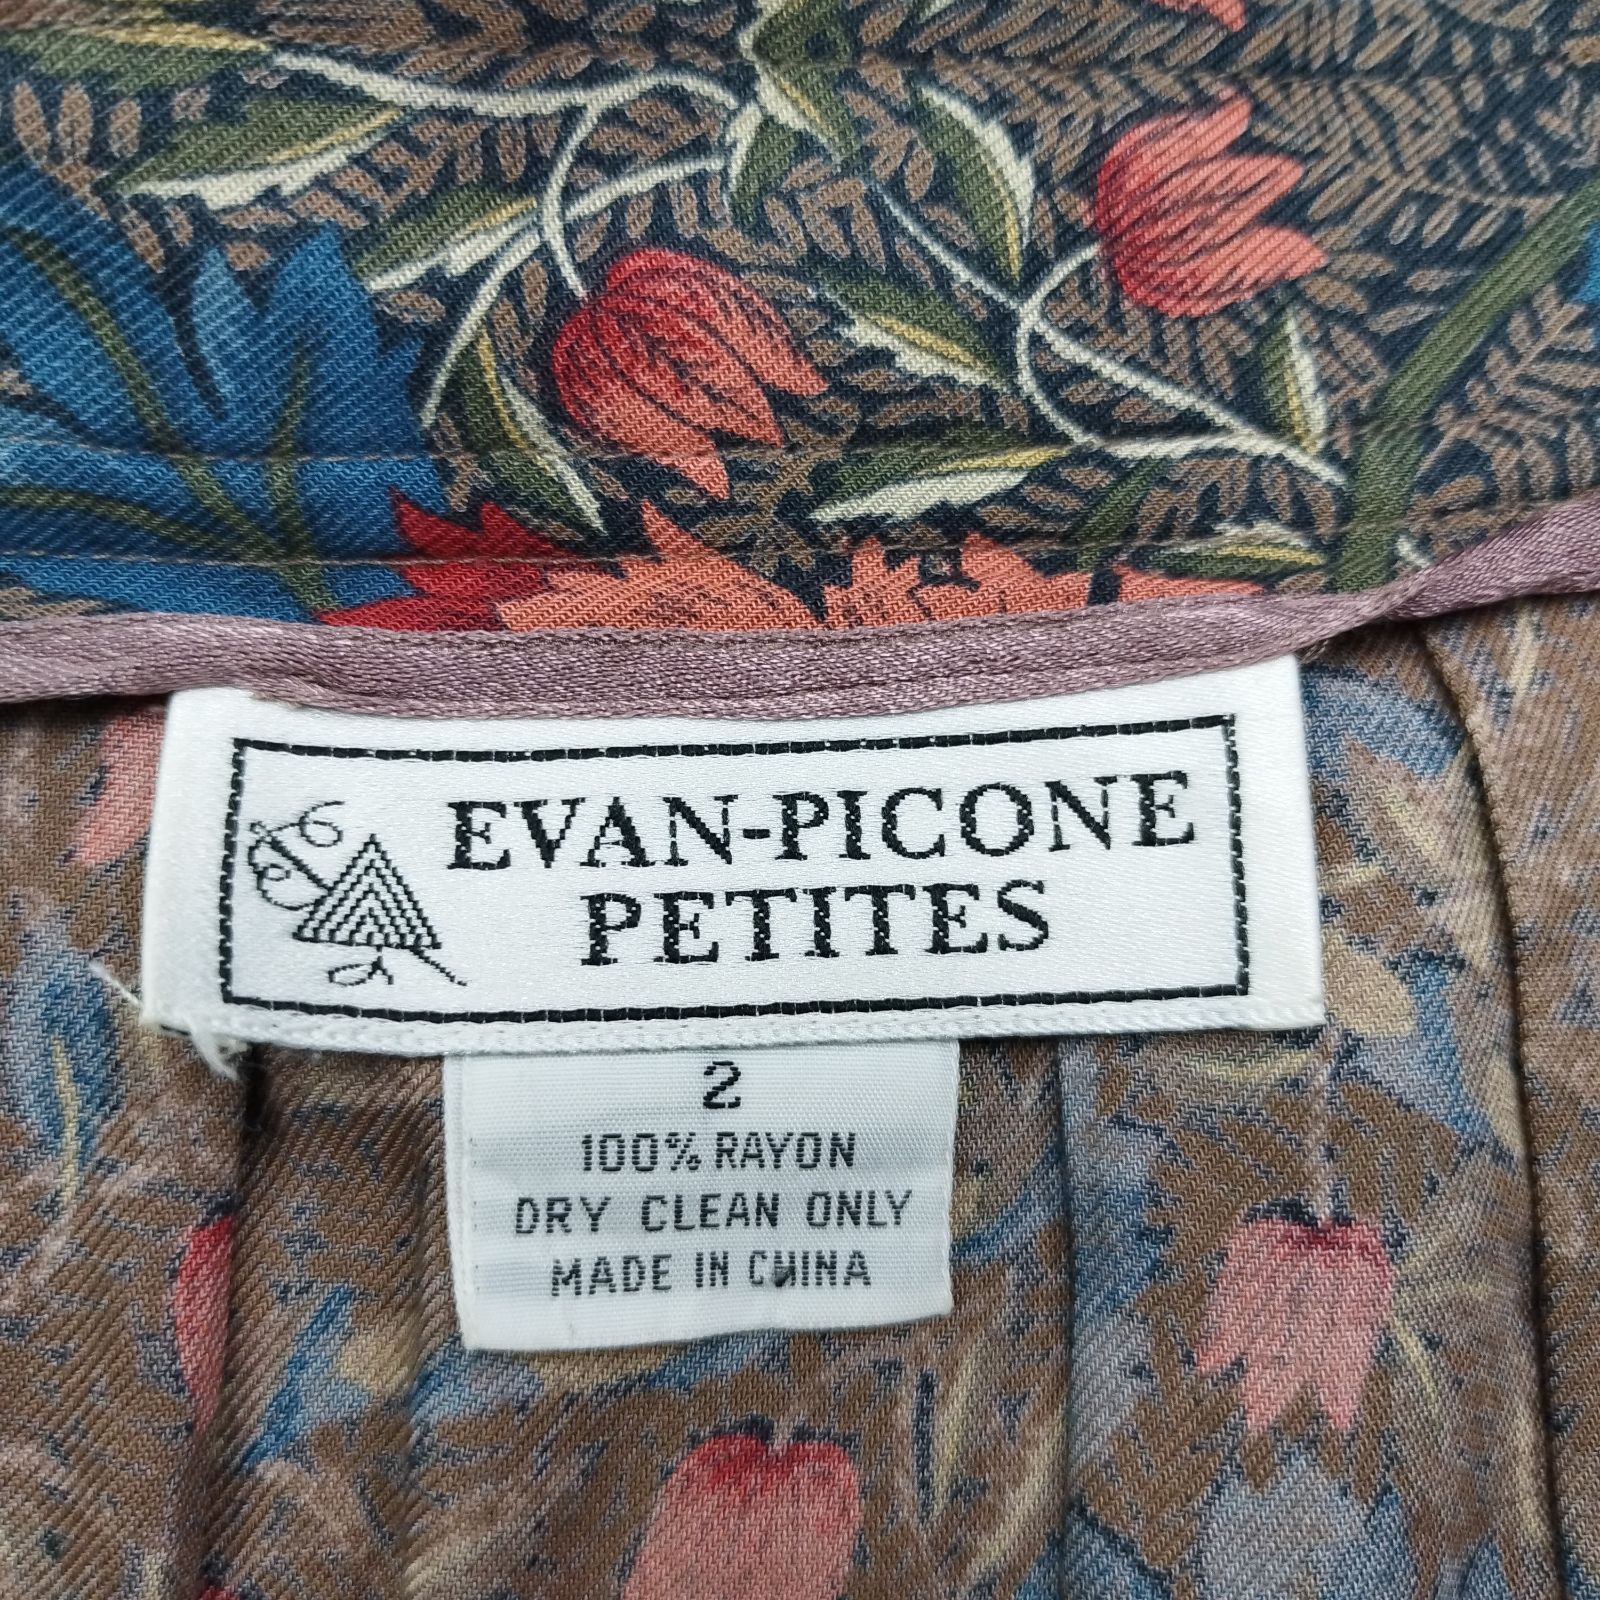 EVAN-PICONE
PETITES
2
100% RAYON
DRY CLEAN ONLY
MADE IN CHINA